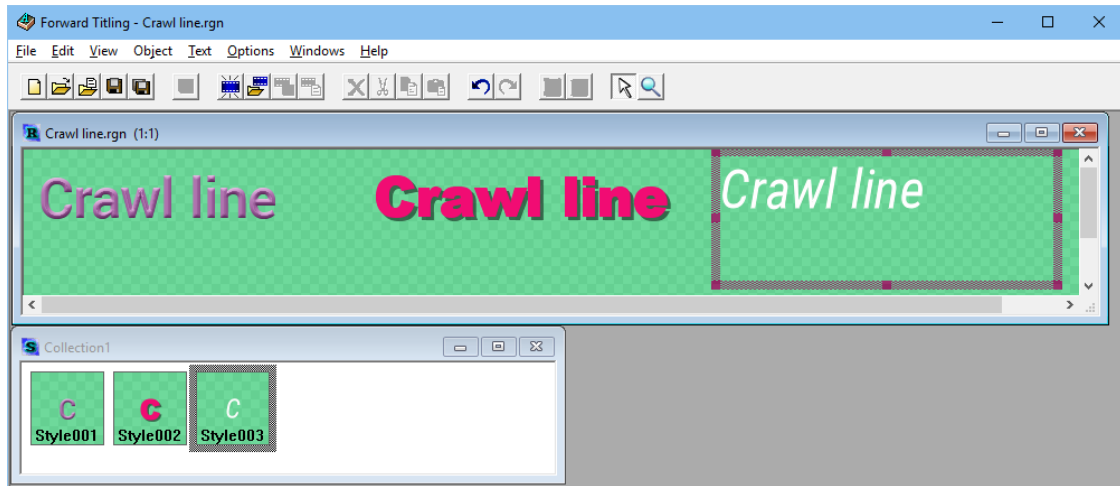 Forward Titling - Crawl line.rgn
File Edit View Object Text Options Windows Help
R Crawl line.rgn (1:1)
Crawl line Crawl line Crawl line
S Collection1
C C C
Style001 Style002 Style003